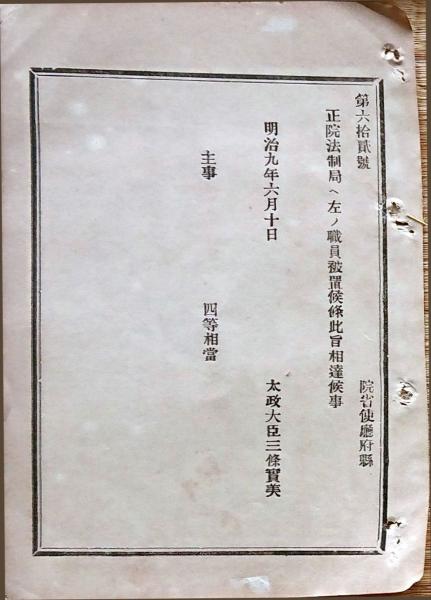 第六拾貳號
院省使廳府縣
正院法制局ヘ左ノ職員被置候條此旨相達候事
明治九年六月十日
太政大臣三條實美
主事
四等相當